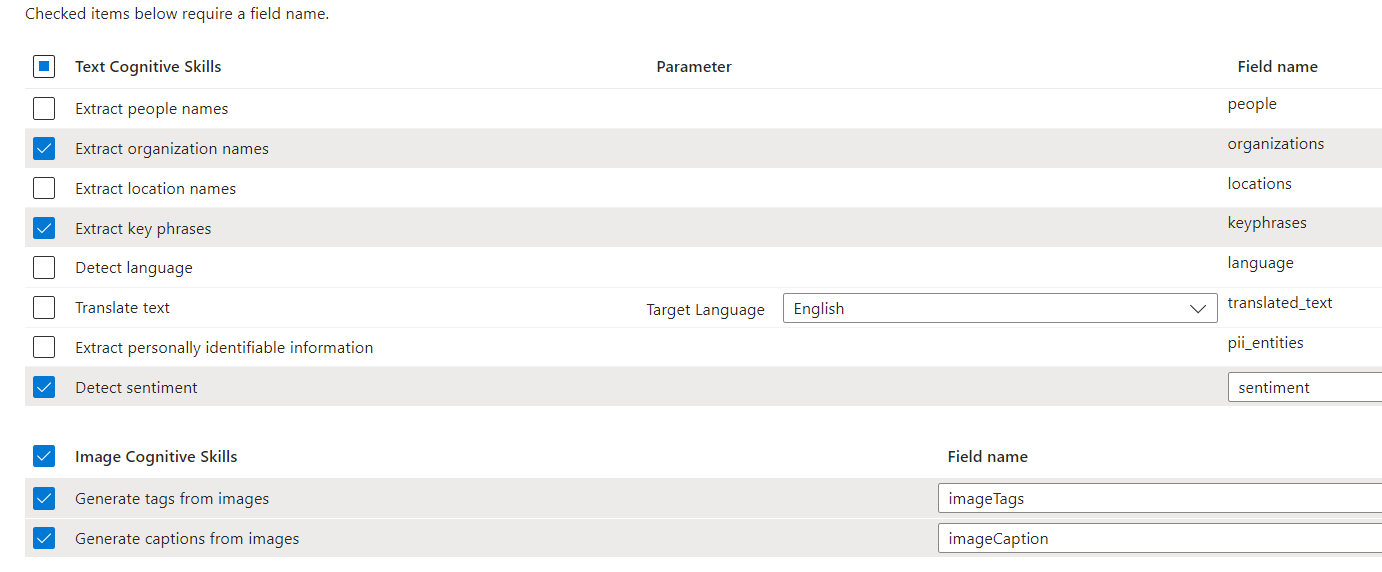 Checked items below require a field name.
Text Cognitive Skills Parameter Field name
Extract people names people
Extract organization names organizations
Extract location names locations
Extract key phrases keyphrases
Detect language language
Translate text Target Language English translated_text
Extract personally identifiable information pii_entities
Detect sentiment sentiment
Image Cognitive Skills Field name
Generate tags from images imageTags
Generate captions from images imageCaption